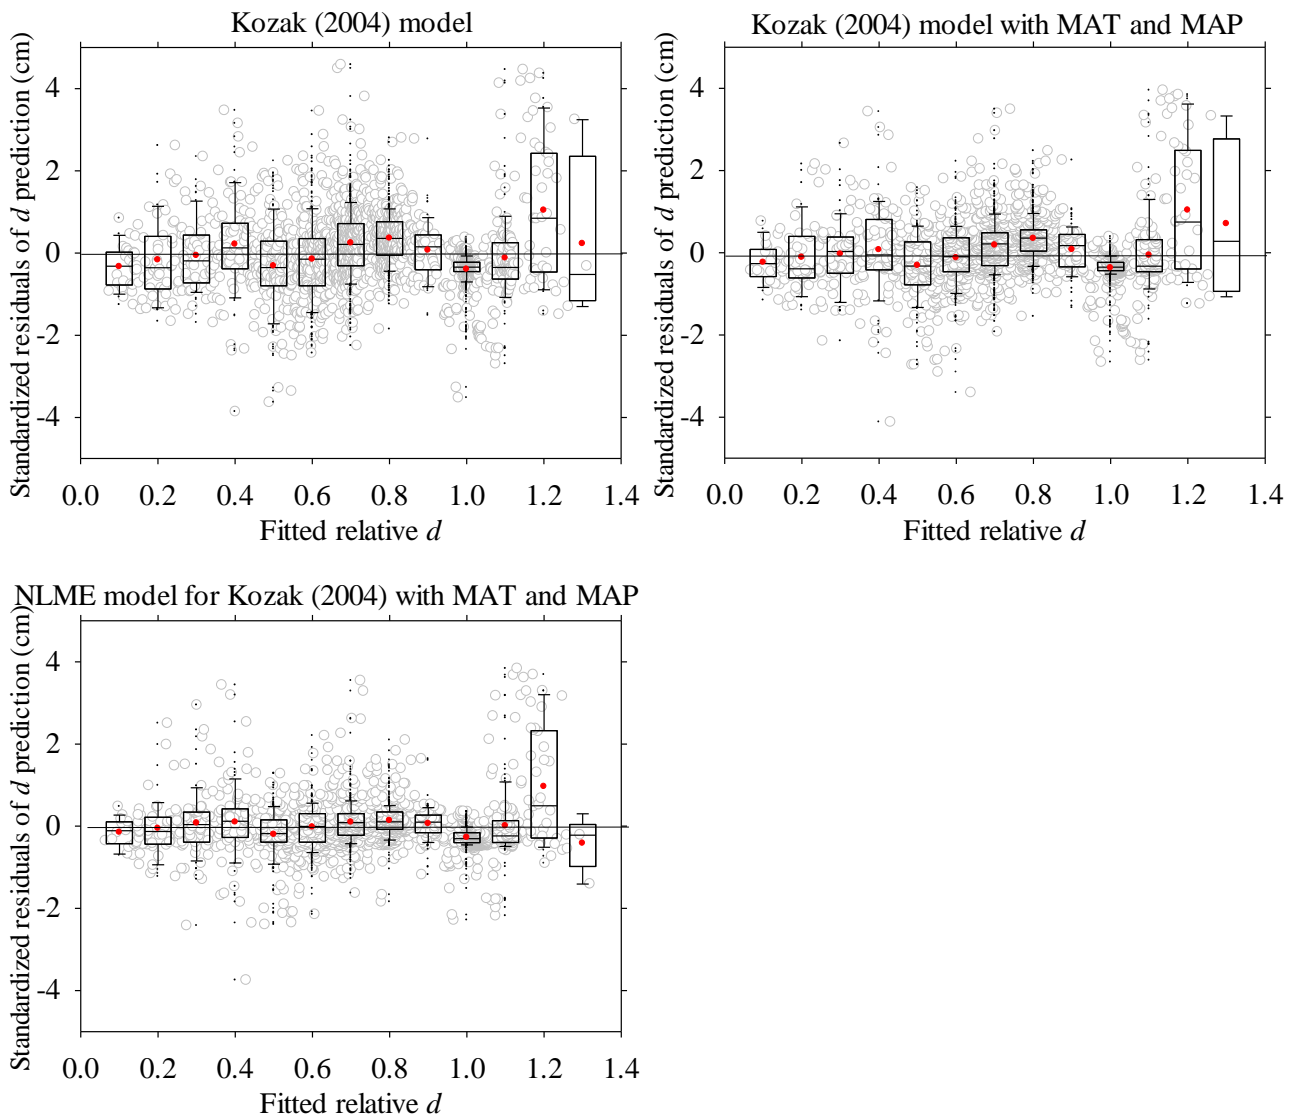 Kozak (2004) model
Standardized residuals of d prediction (cm)
4
2
0
-2
-4
0.0 0.2 0.4 0.6 0.8 1.0 1.2 1.4
Fitted relative d
Kozak (2004) model with MAT and MAP
Standardized residuals of d prediction (cm)
4
2
0
-2
-4
0.0 0.2 0.4 0.6 0.8 1.0 1.2 1.4
Fitted relative d
NLME model for Kozak (2004) with MAT and MAP
Standardized residuals of d prediction (cm)
4
2
0
-2
-4
0.0 0.2 0.4 0.6 0.8 1.0 1.2 1.4
Fitted relative d